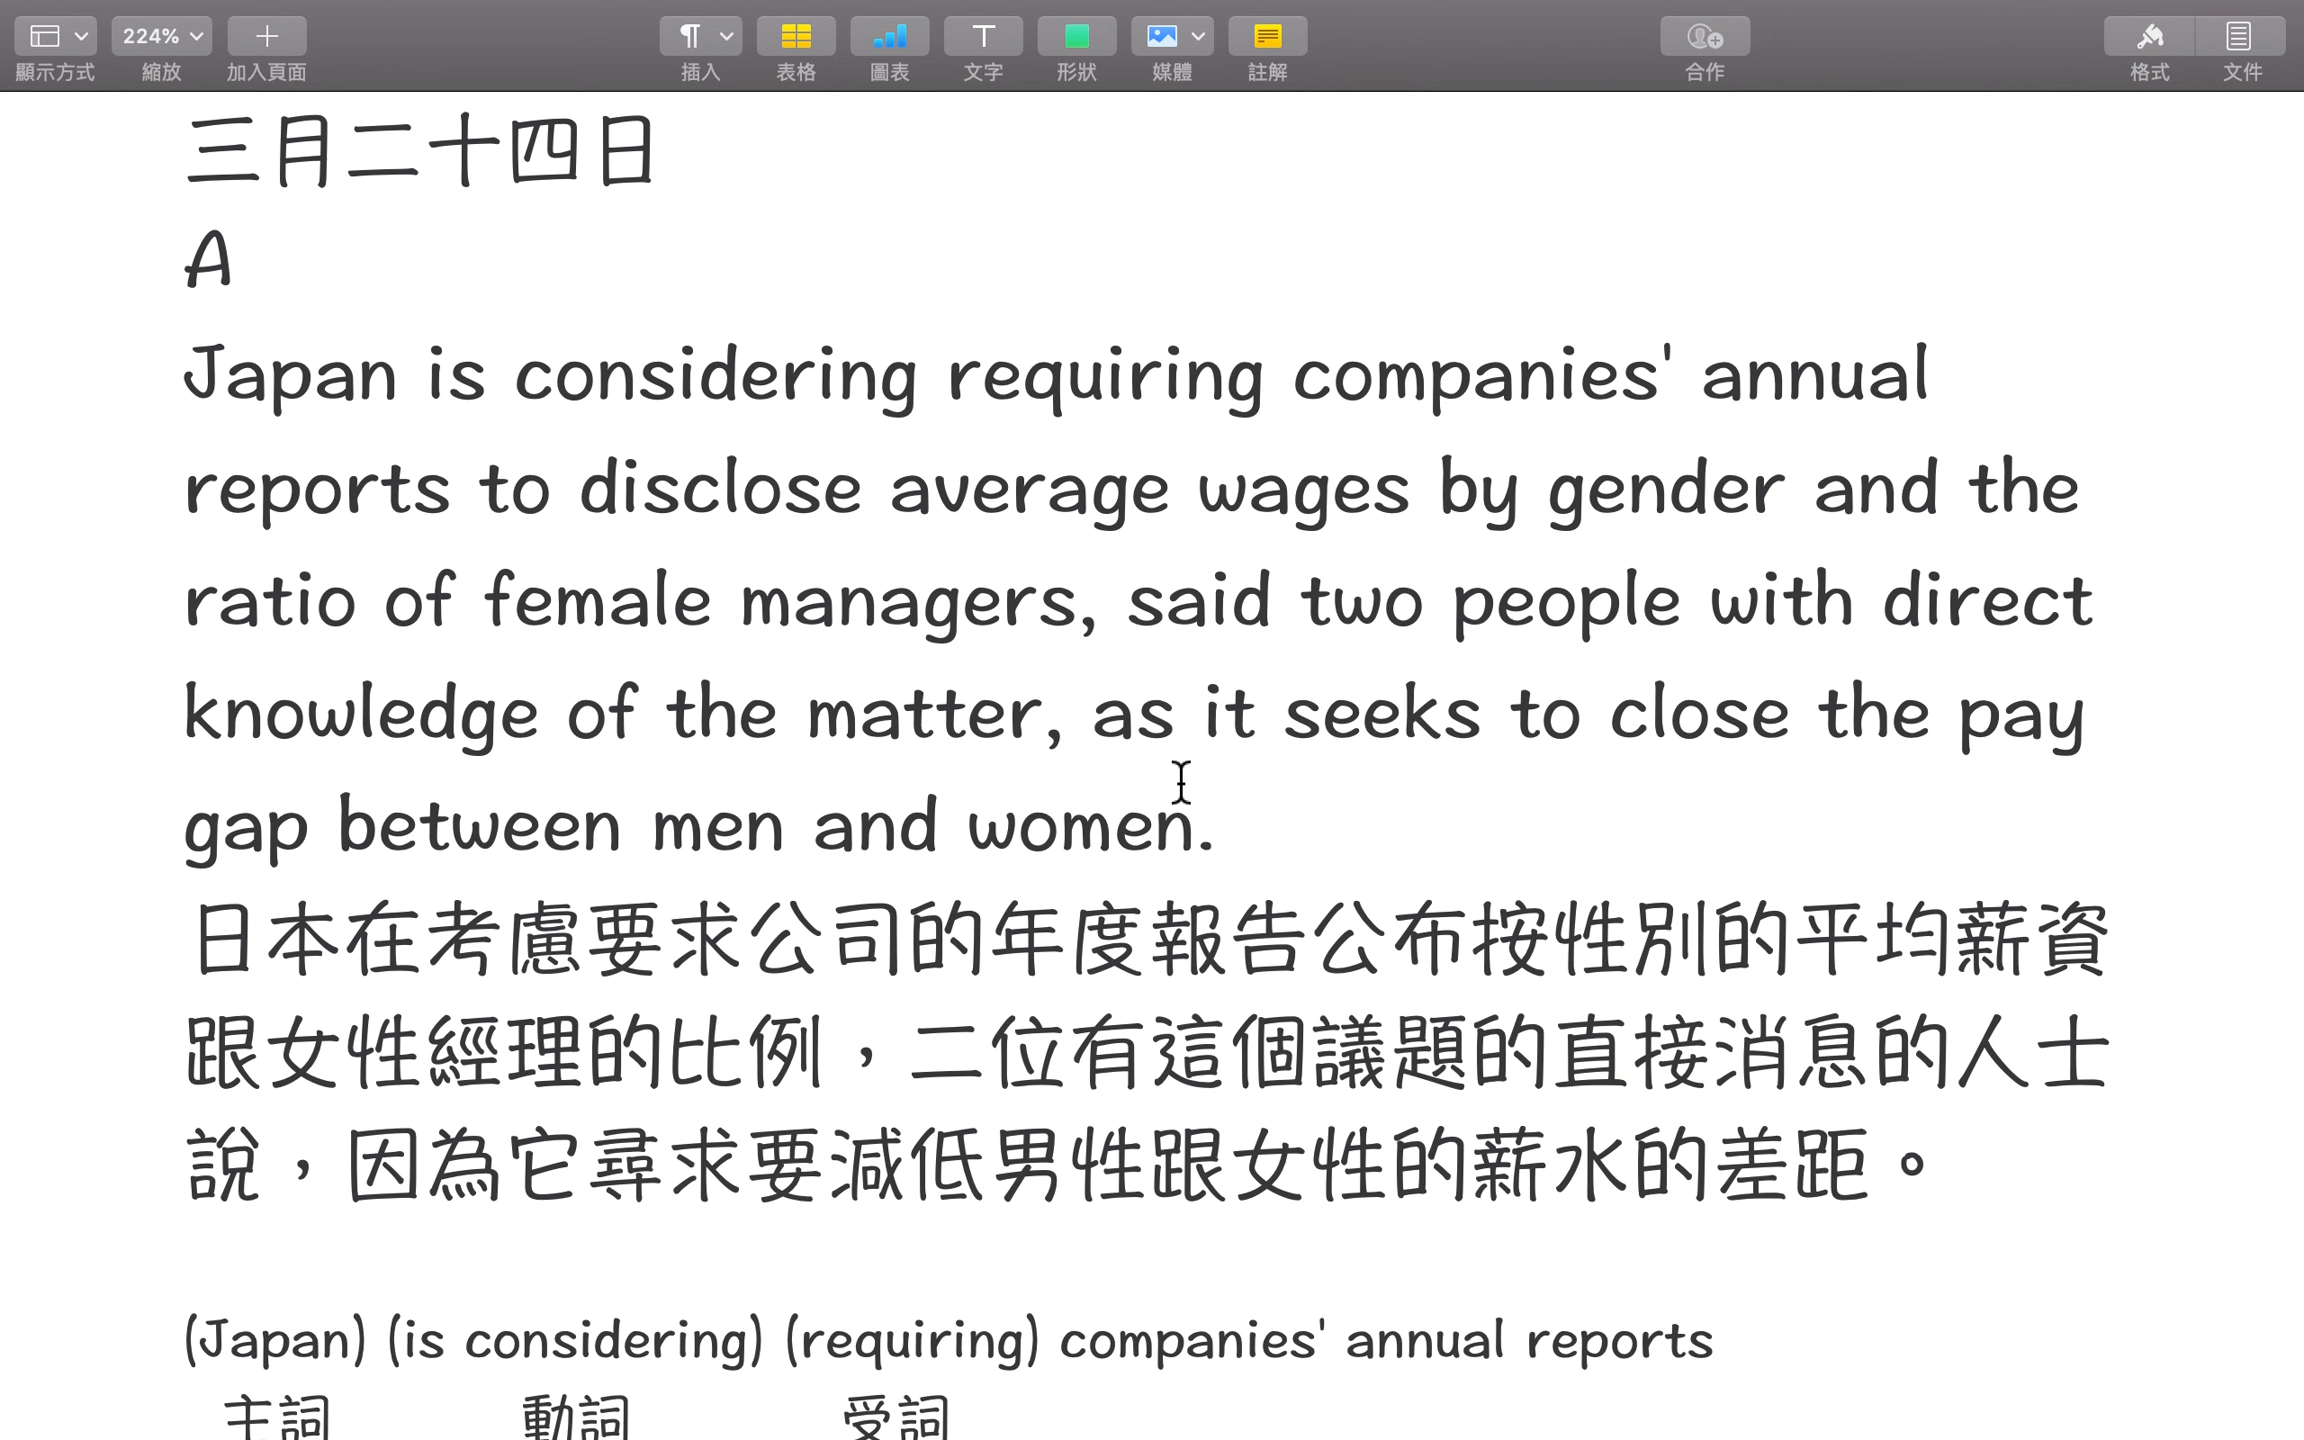 224%
顯示方式 縮放 加入頁面 插入 表格 圖表 文字 形狀 媒體 註解 合作 格式 文件
三月二十四日
A
Japan is considering requiring companies' annual
reports to disclose average wages by gender and the
ratio of female managers, said two people with direct
knowledge of the matter, as it seeks to close the pay
gap between men and women.
日本在考慮要求公司的年度報告公布按性別的平均薪資
跟女性經理的比例，二位有這個議題的直接消息的人士
說，因為它尋求要減低男性跟女性的薪水的差距。
(Japan) (is considering) (requiring) companies' annual reports
主詞 動詞 受詞